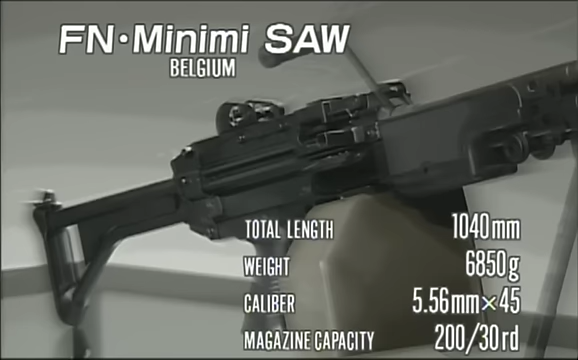 FN・Minimi SAW
BELGIUM
TOTAL LENGTH 1040mm
WEIGHT 6850g
CALIBER 5.56mm×45
MAGAZINE CAPACITY 200/30rd